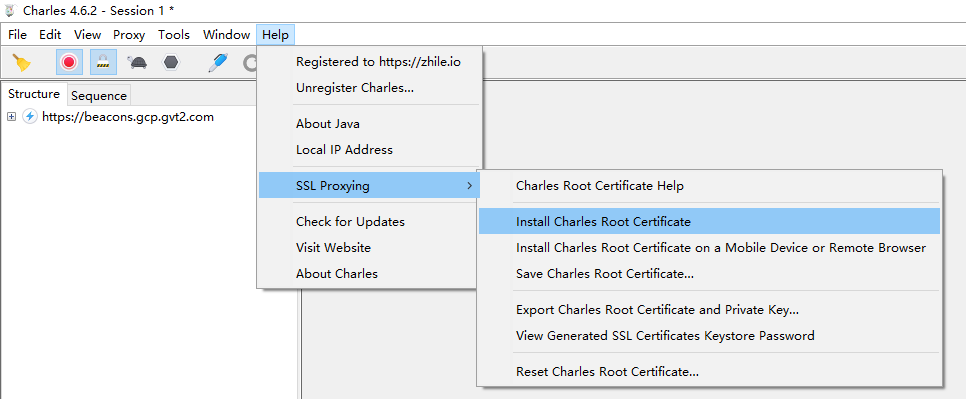 Charles 4.6.2 - Session 1 *
File Edit View Proxy Tools Window Help
Registered to https://zhile.io
Unregister Charles...
Structure Sequence
https://beacons.gcp.gvt2.com
About Java
Local IP Address
SSL Proxying
Check for Updates
Visit Website
About Charles
Charles Root Certificate Help
Install Charles Root Certificate
Install Charles Root Certificate on a Mobile Device or Remote Browser
Save Charles Root Certificate...
Export Charles Root Certificate and Private Key...
View Generated SSL Certificates Keystore Password
Reset Charles Root Certificate...